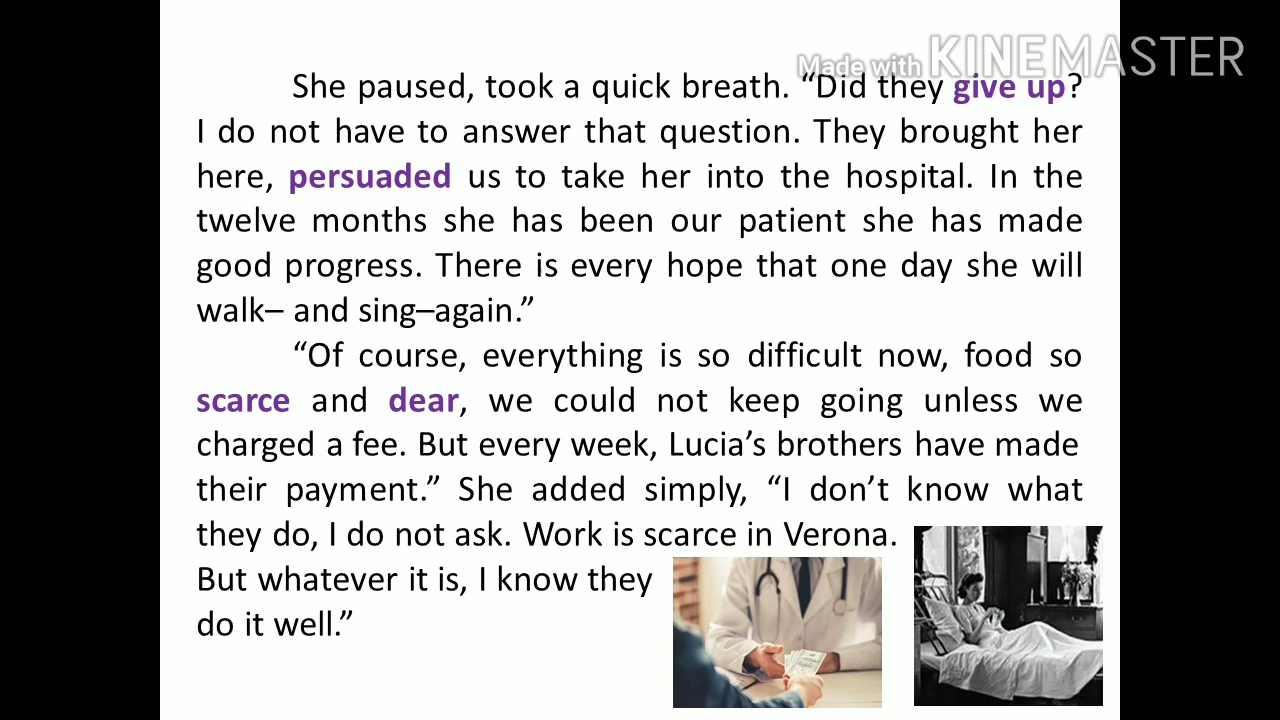 Made with KINEMASTER
She paused, took a quick breath. “Did they give up?
I do not have to answer that question. They brought her
here, persuaded us to take her into the hospital. In the
twelve months she has been our patient she has made
good progress. There is every hope that one day she will
walk– and sing–again.”
“Of course, everything is so difficult now, food so
scarce and dear, we could not keep going unless we
charged a fee. But every week, Lucia’s brothers have made
their payment.” She added simply, “I don’t know what
they do, I do not ask. Work is scarce in Verona.
But whatever it is, I know they
do it well.”